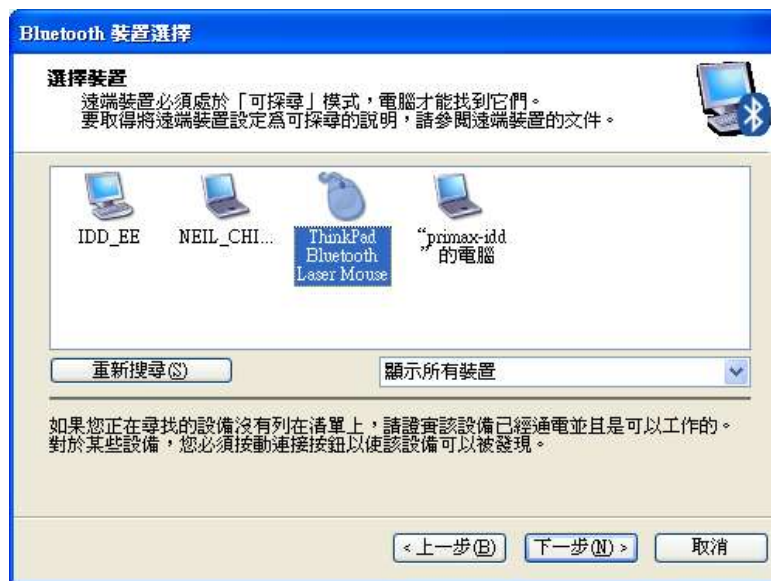 Bluetooth 裝置選擇
選擇裝置
遠端裝置必須處於「可探尋」模式，電腦才能找到它們。
要取得將遠端裝置設定為可探尋的說明，請參閱遠端裝置的文件。
IDD_EE
NEIL_CHI...
ThinkPad
Bluetooth
Laser Mouse
“primax-idd
”的電腦
重新搜尋(S)
顯示所有裝置
如果您正在尋找的設備沒有列在清單上，請證實該設備已經通電並且是可以工作的。
對於某些設備，您必須按動連接按鈕以使該設備可以被發現。
< 上一步(B)
下一步(N) >
取消